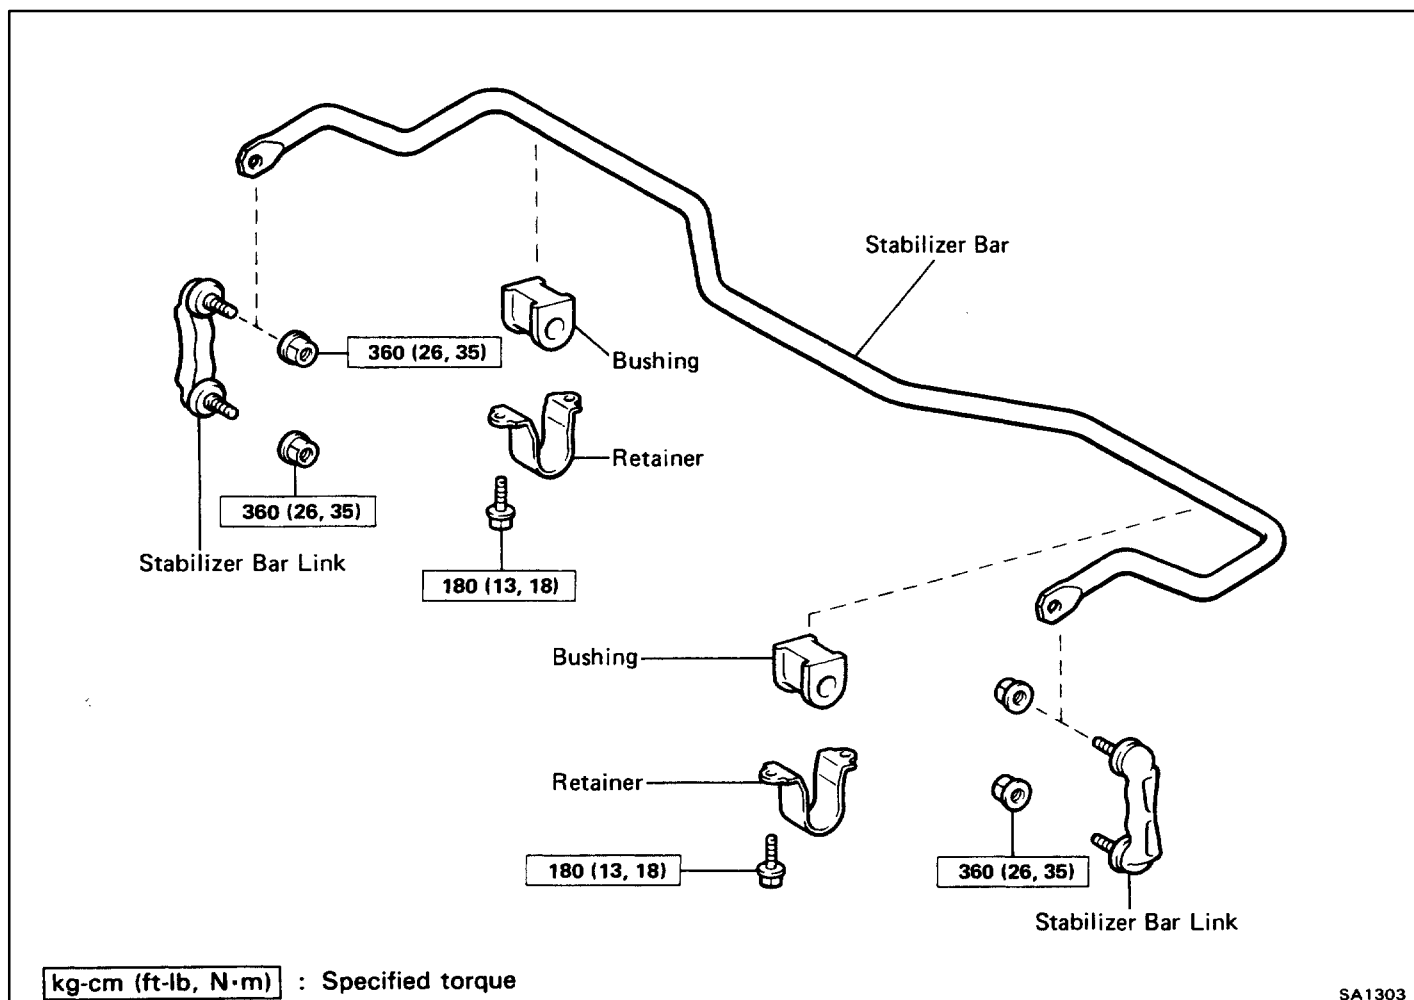 Stabilizer Bar
360 (26, 35)
Bushing
Retainer
360 (26, 35)
Stabilizer Bar Link
180 (13, 18)
Bushing
Retainer
180 (13, 18)
360 (26, 35)
Stabilizer Bar Link
kg-cm (ft-lb, N·m) : Specified torque
SA1303